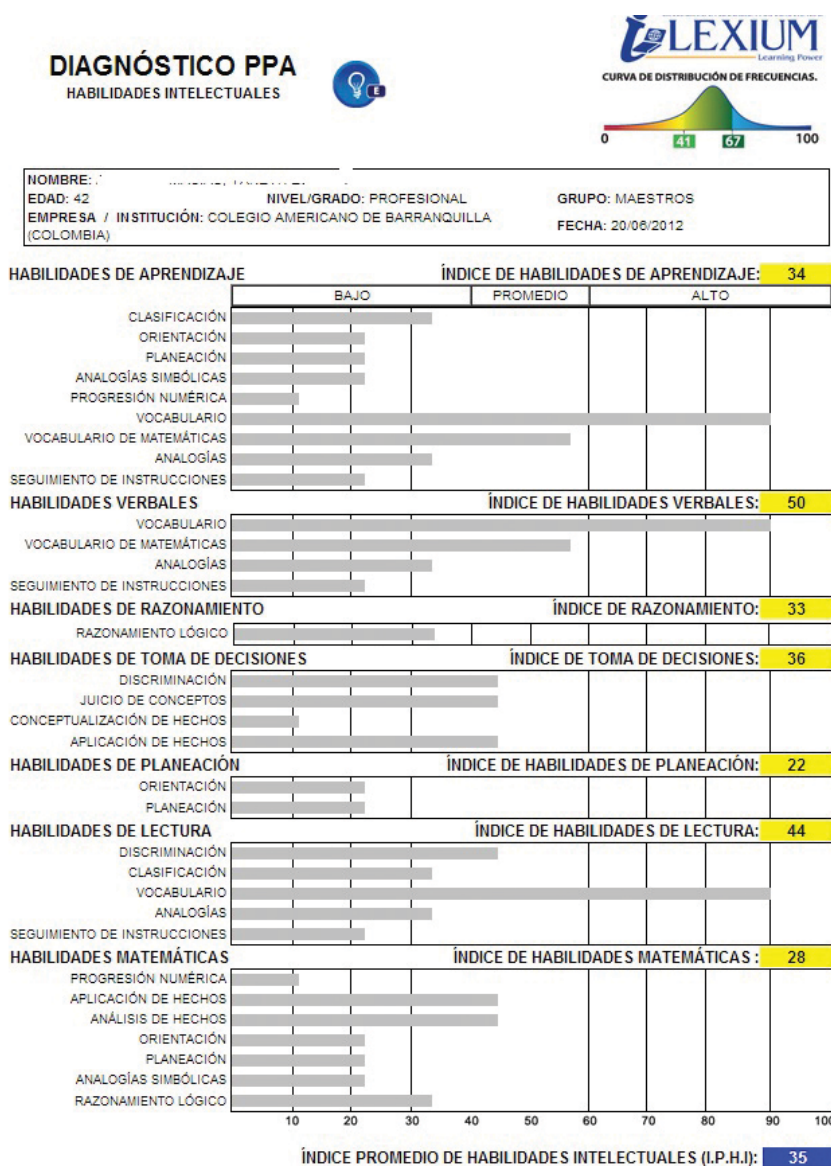 LEXIUM
Learning Power
DIAGNÓSTICO PPA
HABILIDADES INTELECTUALES
E
CURVA DE DISTRIBUCIÓN DE FRECUENCIAS.
0 41 67 100
NOMBRE:
EDAD: 42 NIVEL/GRADO: PROFESIONAL GRUPO: MAESTROS
EMPRESA / INSTITUCIÓN: COLEGIO AMERICANO DE BARRANQUILLA
(COLOMBIA) FECHA: 20/06/2012
HABILIDADES DE APRENDIZAJE ÍNDICE DE HABILIDADES DE APRENDIZAJE: 34
BAJO PROMEDIO ALTO
CLASIFICACIÓN
ORIENTACIÓN
PLANEACIÓN
ANALOGÍAS SIMBÓLICAS
PROGRESIÓN NUMÉRICA
VOCABULARIO
VOCABULARIO DE MATEMÁTICAS
ANALOGÍAS
SEGUIMIENTO DE INSTRUCCIONES
HABILIDADES VERBALES ÍNDICE DE HABILIDADES VERBALES: 50
VOCABULARIO
VOCABULARIO DE MATEMÁTICAS
ANALOGÍAS
SEGUIMIENTO DE INSTRUCCIONES
HABILIDADES DE RAZONAMIENTO ÍNDICE DE RAZONAMIENTO: 33
RAZONAMIENTO LÓGICO
HABILIDADES DE TOMA DE DECISIONES ÍNDICE DE TOMA DE DECISIONES: 36
DISCRIMINACIÓN
JUICIO DE CONCEPTOS
CONCEPTUALIZACIÓN DE HECHOS
APLICACIÓN DE HECHOS
HABILIDADES DE PLANEACIÓN ÍNDICE DE HABILIDADES DE PLANEACIÓN: 22
ORIENTACIÓN
PLANEACIÓN
HABILIDADES DE LECTURA ÍNDICE DE HABILIDADES DE LECTURA: 44
DISCRIMINACIÓN
CLASIFICACIÓN
VOCABULARIO
ANALOGÍAS
SEGUIMIENTO DE INSTRUCCIONES
HABILIDADES MATEMÁTICAS ÍNDICE DE HABILIDADES MATEMÁTICAS : 28
PROGRESIÓN NUMÉRICA
APLICACIÓN DE HECHOS
ANÁLISIS DE HECHOS
ORIENTACIÓN
PLANEACIÓN
ANALOGÍAS SIMBÓLICAS
RAZONAMIENTO LÓGICO
10 20 30 40 50 60 70 80 90 100
ÍNDICE PROMEDIO DE HABILIDADES INTELECTUALES (I.P.H.I): 35